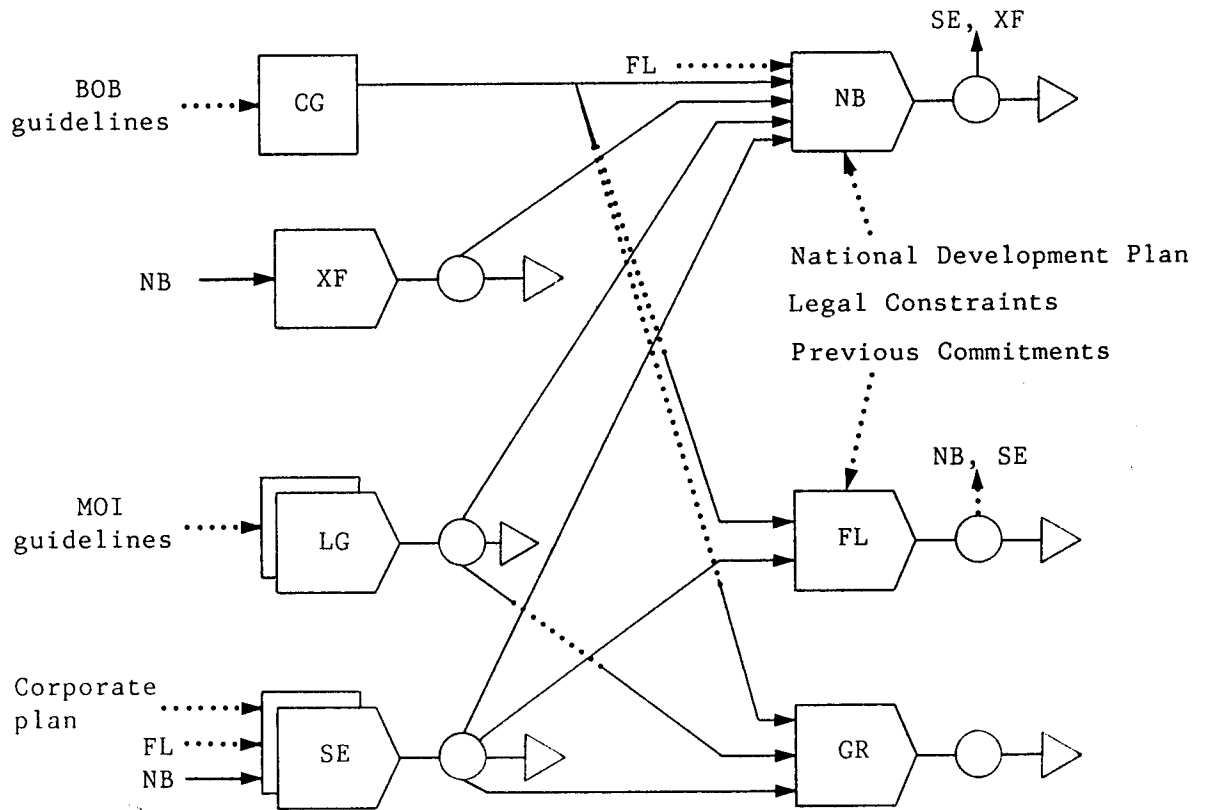 SE, XF
BOB
guidelines
CG
FL
NB
NB
XF
National Development Plan
Legal Constraints
Previous Commitments
MOI
guidelines
LG
NB, SE
FL
Corporate
plan
FL
NB
SE
GR